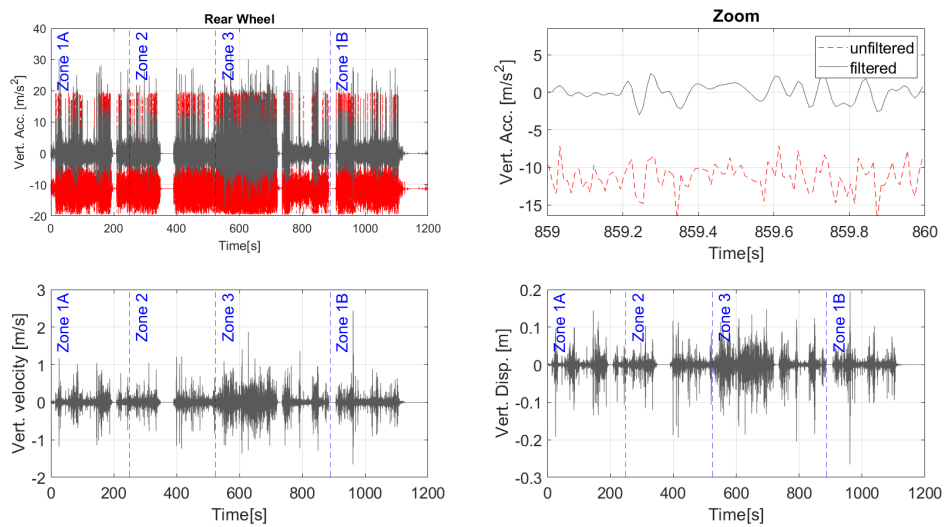 Rear Wheel
Vert. Acc. [m/s2]
40
30
20
10
0
-10
-20
Zone 1A
Zone 2
Zone 3
Zone 1B
0
200
400
600
800
1000
1200
Time[s]
Zoom
Vert. Acc. [m/s2]
5
0
-5
-10
-15
unfiltered
filtered
859
859.2
859.4
859.6
859.8
860
Time[s]
Vert. velocity [m/s]
3
2
1
0
-1
-2
Zone 1A
Zone 2
Zone 3
Zone 1B
0
200
400
600
800
1000
1200
Time[s]
Vert. Disp. [m]
0.2
0.1
0
-0.1
-0.2
-0.3
Zone 1A
Zone 2
Zone 3
Zone 1B
0
200
400
600
800
1000
1200
Time[s]